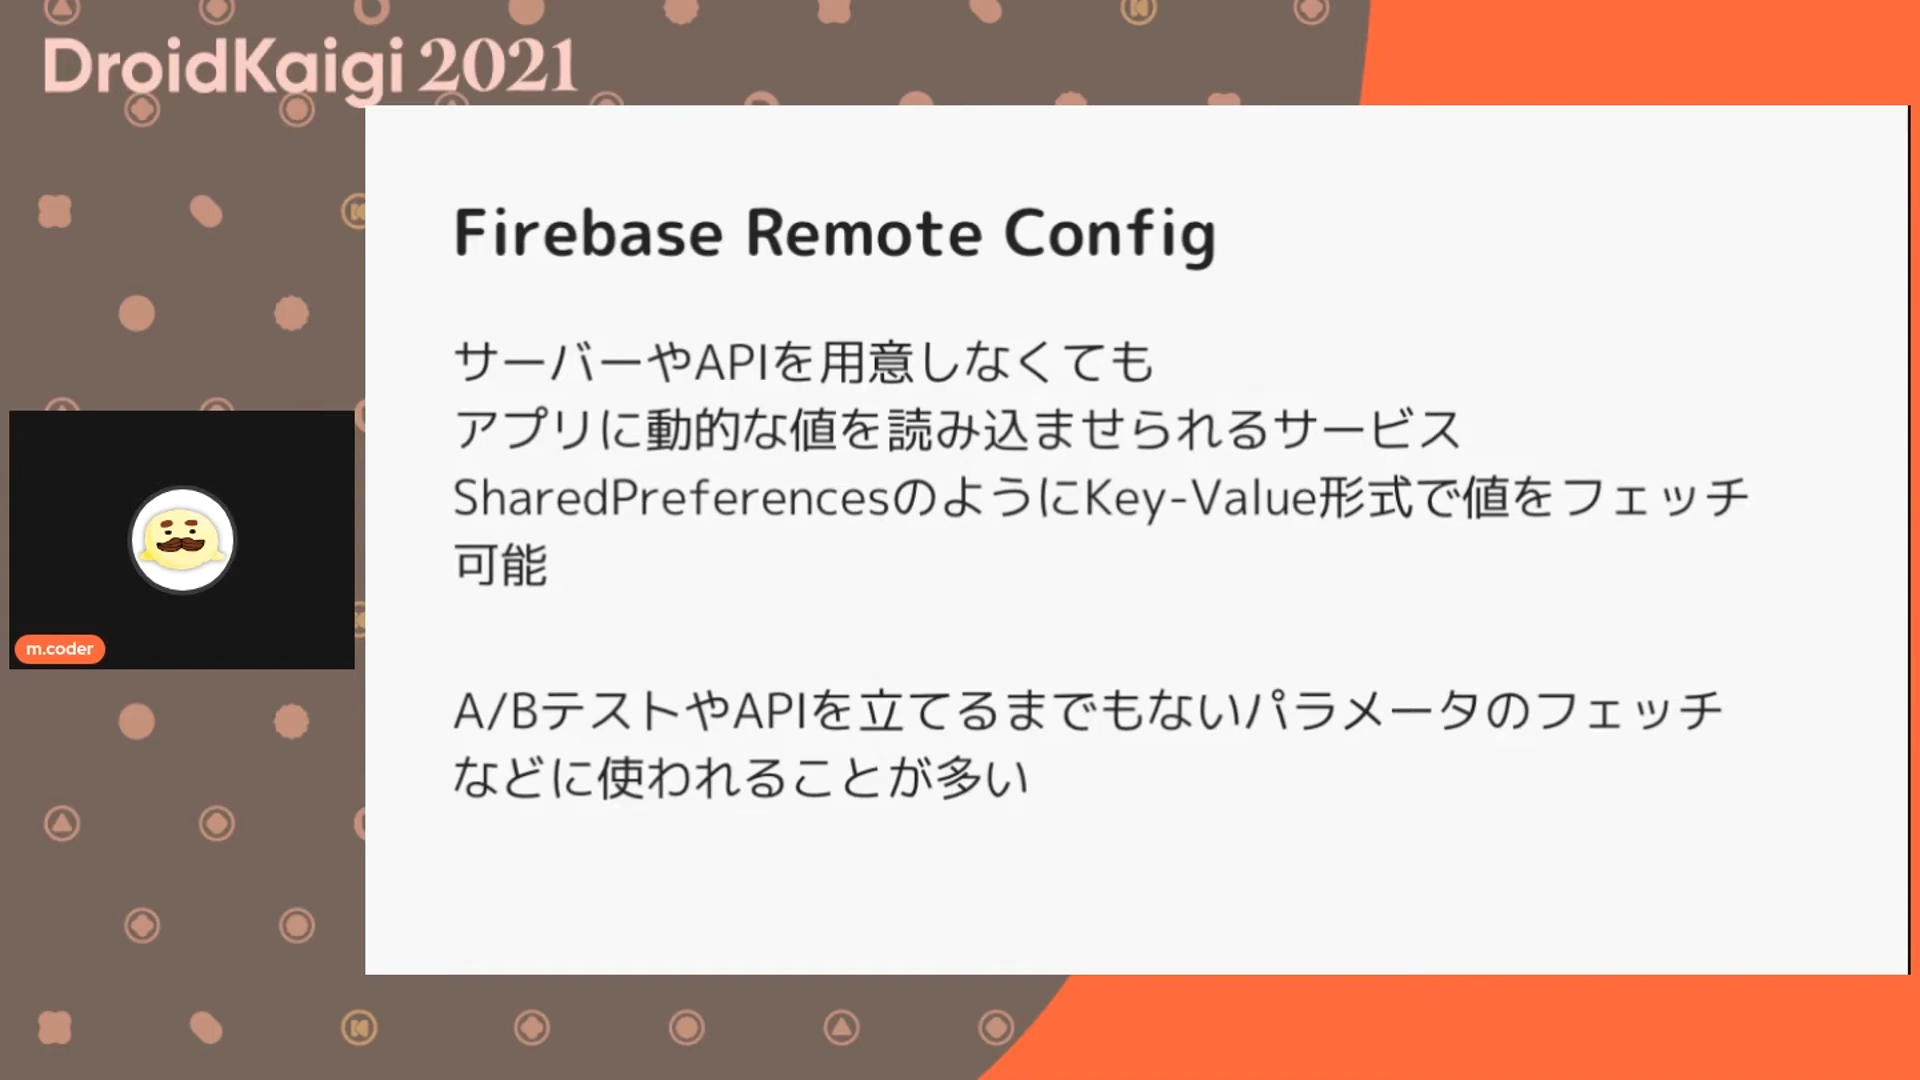 DroidKaigi 2021
Firebase Remote Config
サーバーやAPIを用意しなくても
アプリに動的な値を読み込ませられるサービス
SharedPreferencesのようにKey-Value形式で値をフェッチ
可能
A/BテストやAPIを立てるまでもないパラメータのフェッチ
などに使われることが多い
m.coder